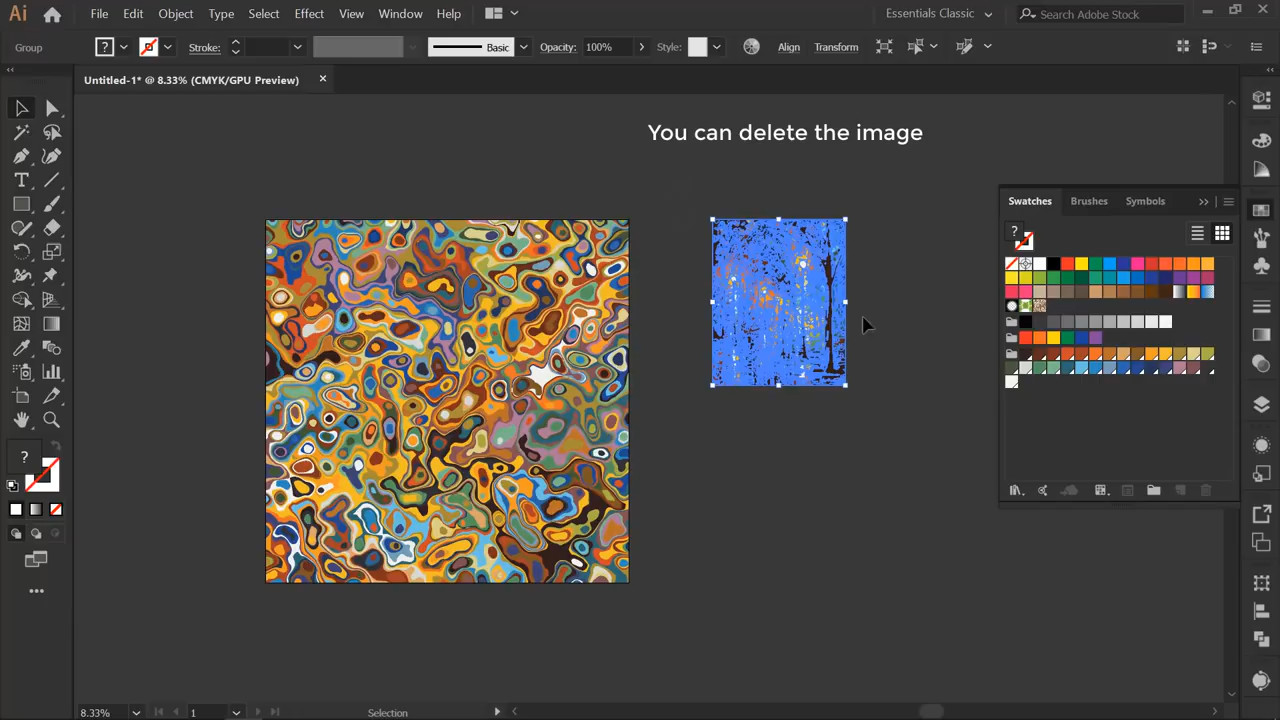 Ai File Edit Object Type Select Effect View Window Help Essentials Classic Search Adobe Stock
Group ? Stroke: Basic Opacity: 100% Style: Align Transform
Untitled-1* @ 8.33% (CMYK/GPU Preview)
You can delete the image
Swatches Brushes Symbols
?
?
8.33% 1 Selection